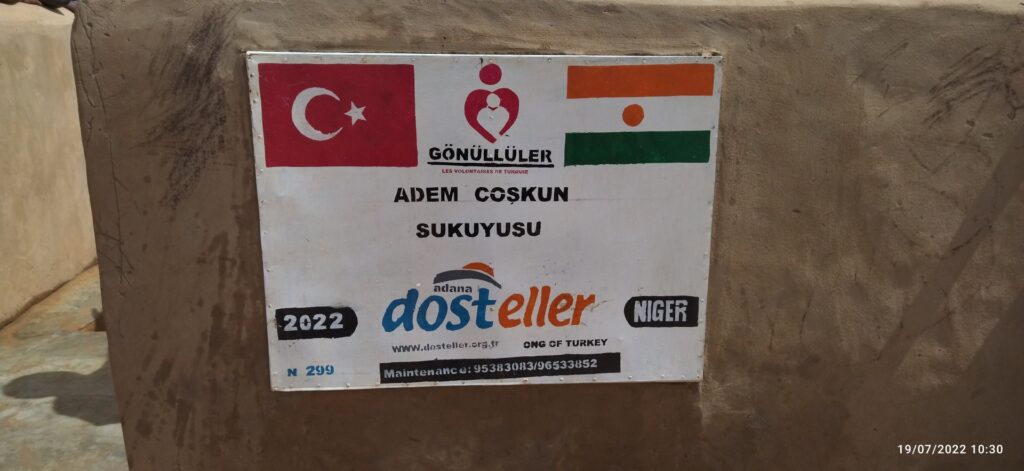 GÖNÜLLÜLER
LES VOLONTAIRES DE TURQUIE
ADEM COŞKUN
SUKUYUSU
adana
dosteller
2022
NIGER
www.dosteller.org.tr
ONG OF TURKEY
N 299
Maintenance: 95383083/96533852
19/07/2022 10:30